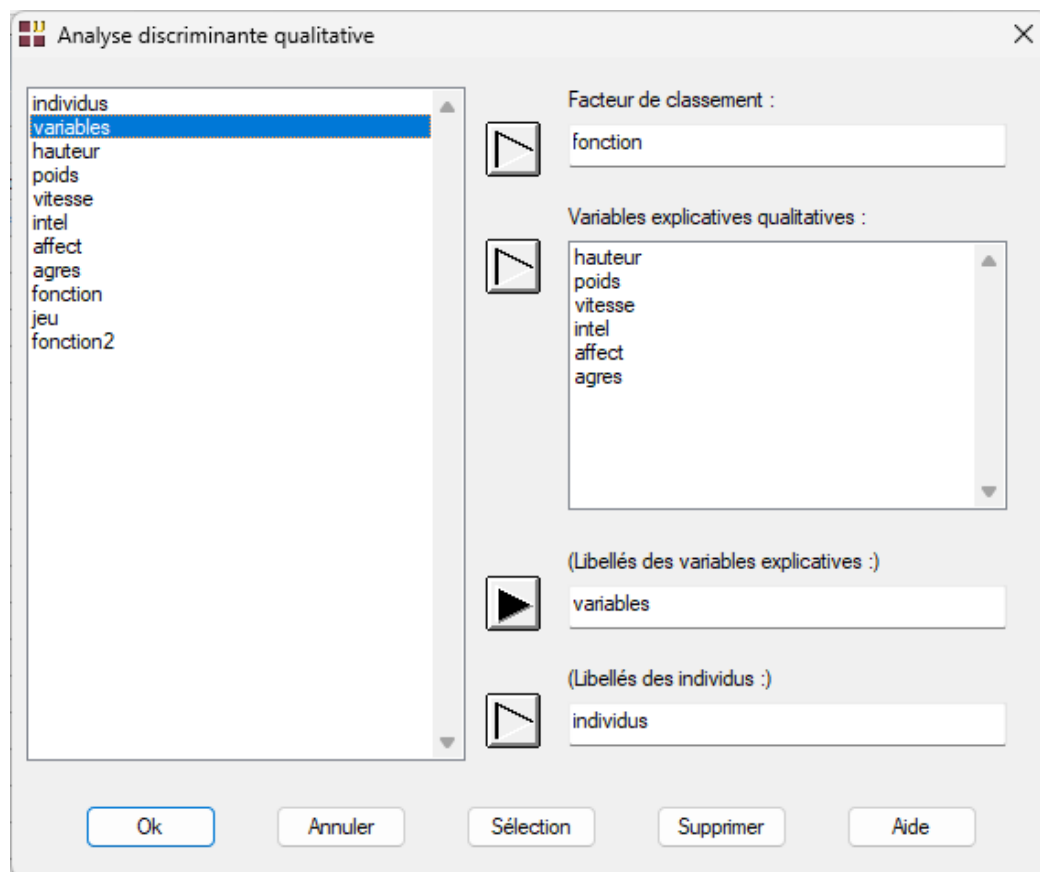 Analyse discriminante qualitative
individus
variables
hauteur
poids
vitesse
intel
affect
agres
fonction
jeu
fonction2
Facteur de classement :
fonction
Variables explicatives qualitatives :
hauteur
poids
vitesse
intel
affect
agres
(Libellés des variables explicatives :)
variables
(Libellés des individus :)
individus
Ok
Annuler
Sélection
Supprimer
Aide